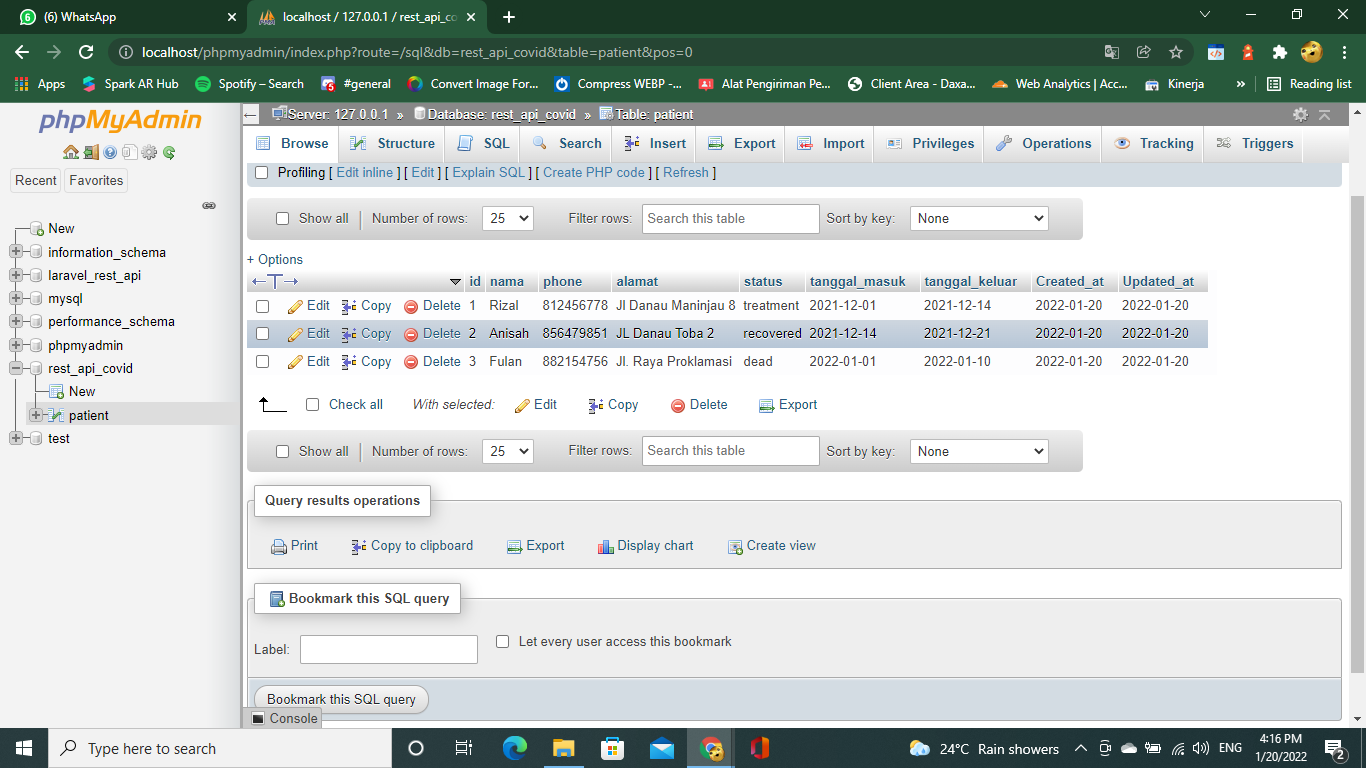 (6) WhatsApp
localhost / 127.0.0.1 / rest_api_co
localhost/phpmyadmin/index.php?route=/sql&db=rest_api_covid&table=patient&pos=0
Apps Spark AR Hub Spotify – Search #general Convert Image For... Compress WEBP -... Alat Pengiriman Pe... Client Area - Daxa... Web Analytics | Acc... Kinerja » Reading list
phpMyAdmin
Recent Favorites
New
information_schema
laravel_rest_api
mysql
performance_schema
phpmyadmin
rest_api_covid
New
patient
test
Server: 127.0.0.1 » Database: rest_api_covid » Table: patient
Browse Structure SQL Search Insert Export Import Privileges Operations Tracking Triggers
Profiling [ Edit inline ] [ Edit ] [ Explain SQL ] [ Create PHP code ] [ Refresh ]
Show all Number of rows: 25 Filter rows: Search this table Sort by key: None
+ Options
id nama phone alamat status tanggal_masuk tanggal_keluar Created_at Updated_at
Edit Copy Delete 1 Rizal 812456778 Jl Danau Maninjau 8 treatment 2021-12-01 2021-12-14 2022-01-20 2022-01-20
Edit Copy Delete 2 Anisah 856479851 JL Danau Toba 2 recovered 2021-12-14 2021-12-21 2022-01-20 2022-01-20
Edit Copy Delete 3 Fulan 882154756 Jl. Raya Proklamasi dead 2022-01-01 2022-01-10 2022-01-20 2022-01-20
Check all With selected: Edit Copy Delete Export
Show all Number of rows: 25 Filter rows: Search this table Sort by key: None
Query results operations
Print Copy to clipboard Export Display chart Create view
Bookmark this SQL query
Label: Let every user access this bookmark
Bookmark this SQL query
Console
Type here to search
24°C Rain showers ENG
4:16 PM
1/20/2022
2